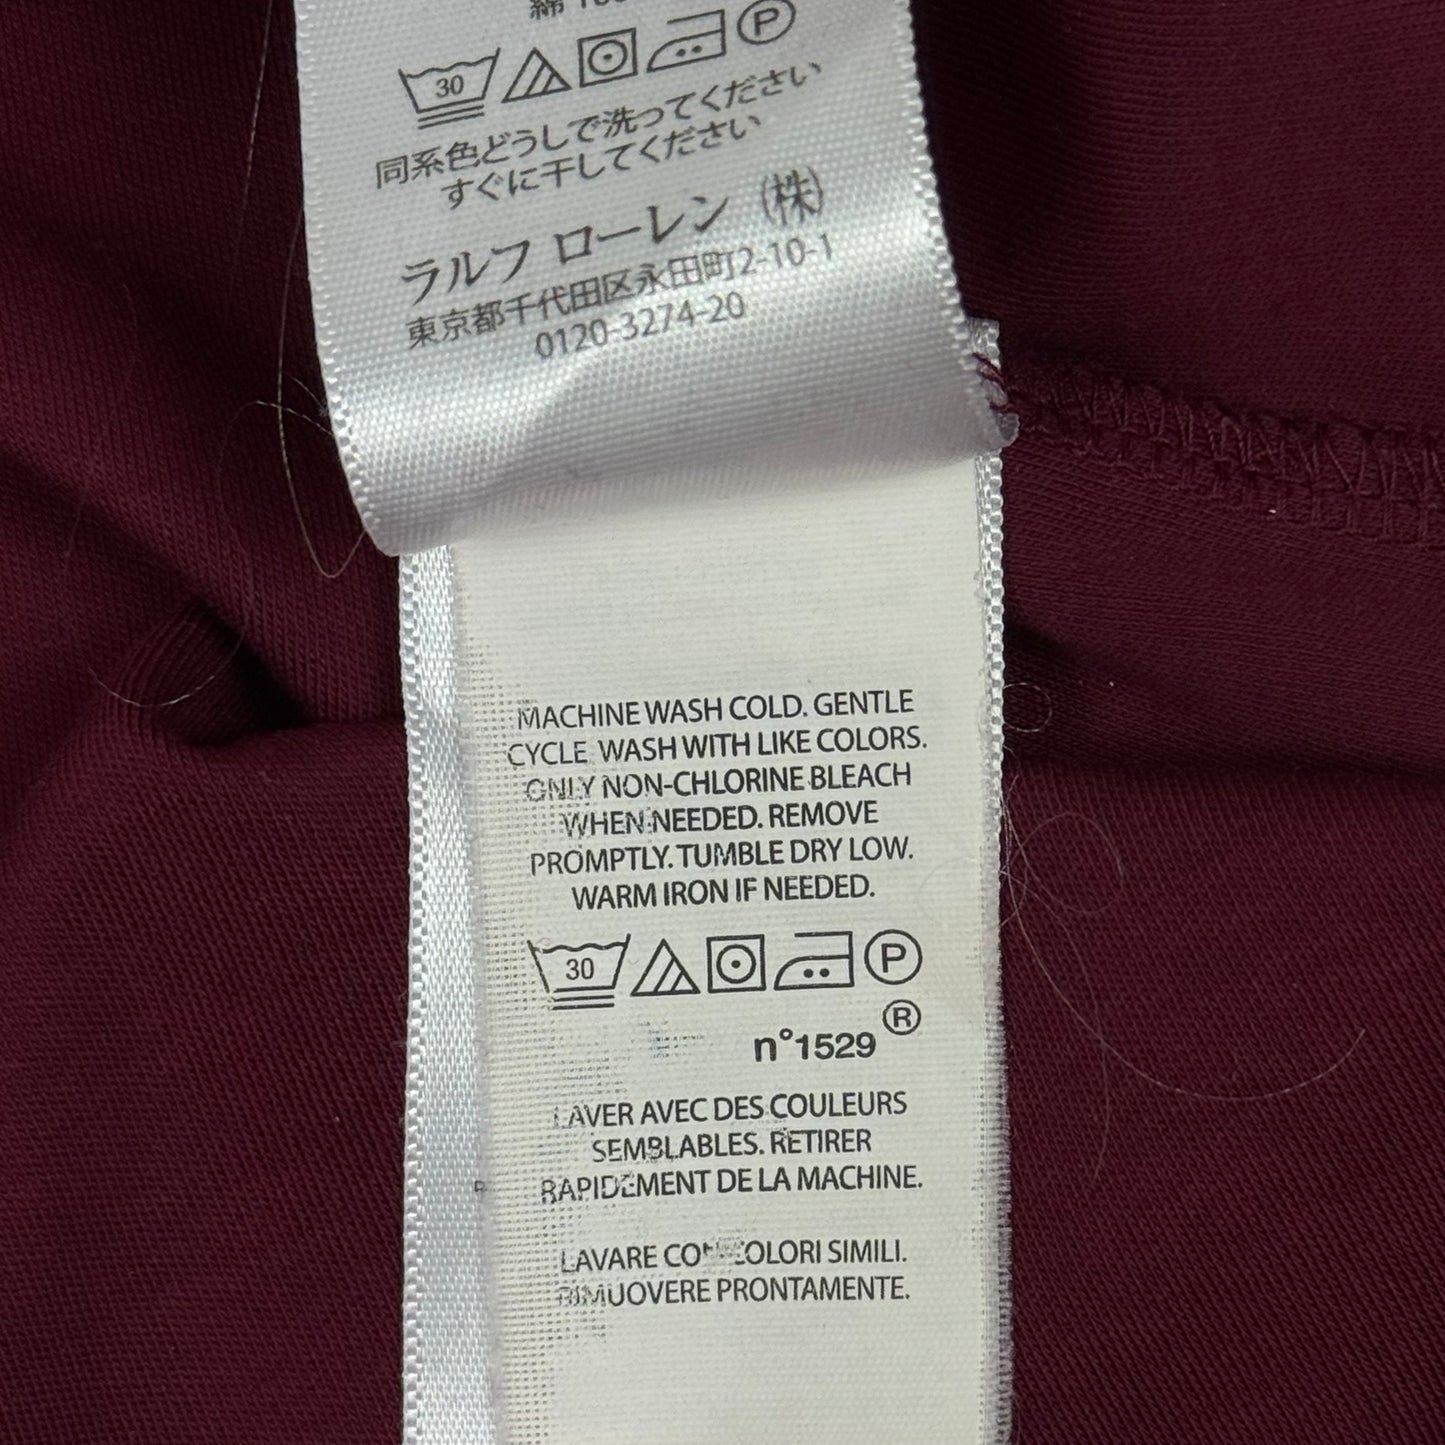 綿
30 P
同系色どうしで洗ってください
すぐに干してください
ラルフ ローレン (株)
東京都千代田区永田町2-10-1
0120-3274-20
MACHINE WASH COLD. GENTLE
CYCLE. WASH WITH LIKE COLORS.
ONLY NON-CHLORINE BLEACH
WHEN NEEDED. REMOVE
PROMPTLY. TUMBLE DRY LOW.
WARM IRON IF NEEDED.
30 P
n°1529 ®
LAVER AVEC DES COULEURS
SEMBLABLES. RETIRER
RAPIDEMENT DE LA MACHINE.
LAVARE CON COLORI SIMILI.
RIMUOVERE PRONTAMENTE.